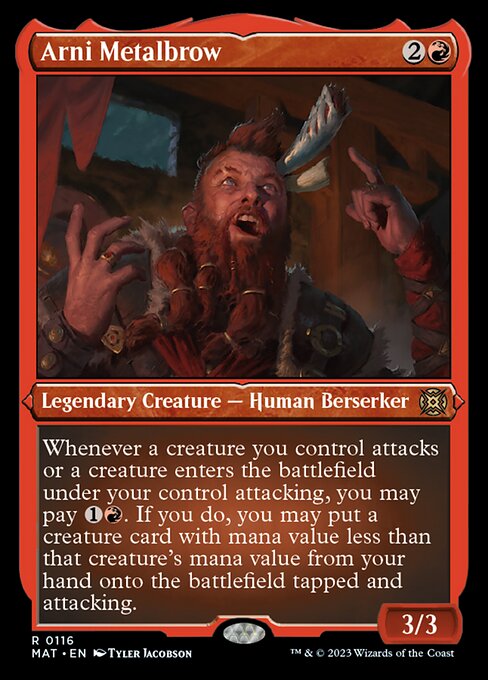 Arni Metalbrow 2
Legendary Creature — Human Berserker
Whenever a creature you control attacks
or a creature enters the battlefield
under your control attacking, you may
pay 1. If you do, you may put a
creature card with mana value less than
that creature's mana value from your
hand onto the battlefield tapped and
attacking.
3/3
R 0116
MAT • EN Tyler Jacobson
™ & © 2023 Wizards of the Coast